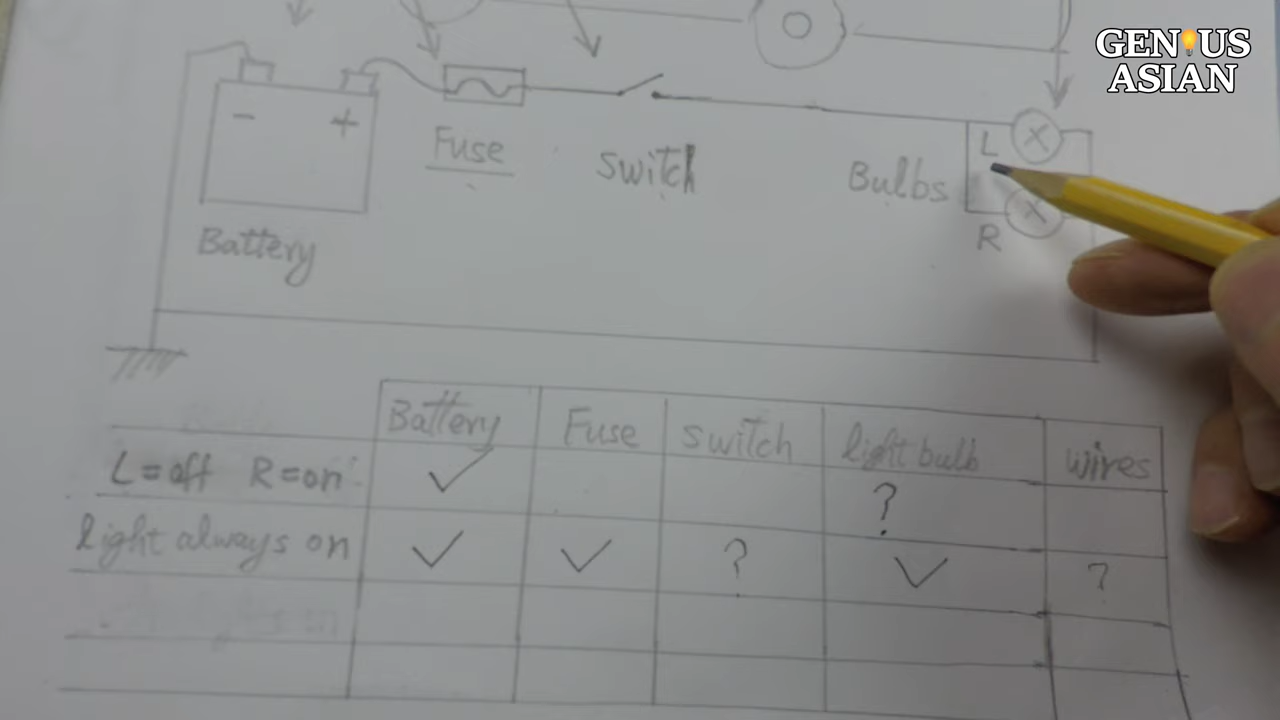 GENIUS
ASIAN
- +
Fuse
Switch
L
Bulbs
R
Battery
Battery Fuse switch light bulb wires
L=off R=on ✓ ?
light always on ✓ ✓ ? ✓ ?